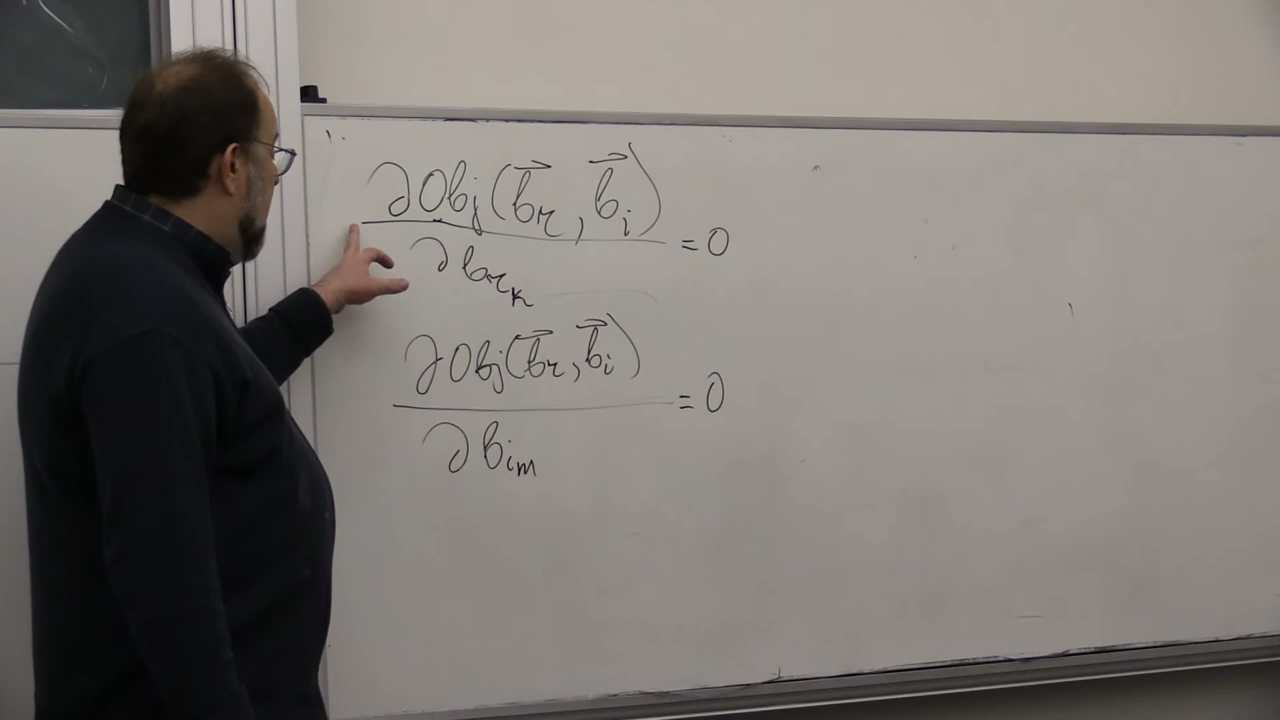 ∂Obj(b⃗r, b⃗i)
∂brk
= 0
∂Obj(b⃗r, b⃗i)
∂bim
= 0